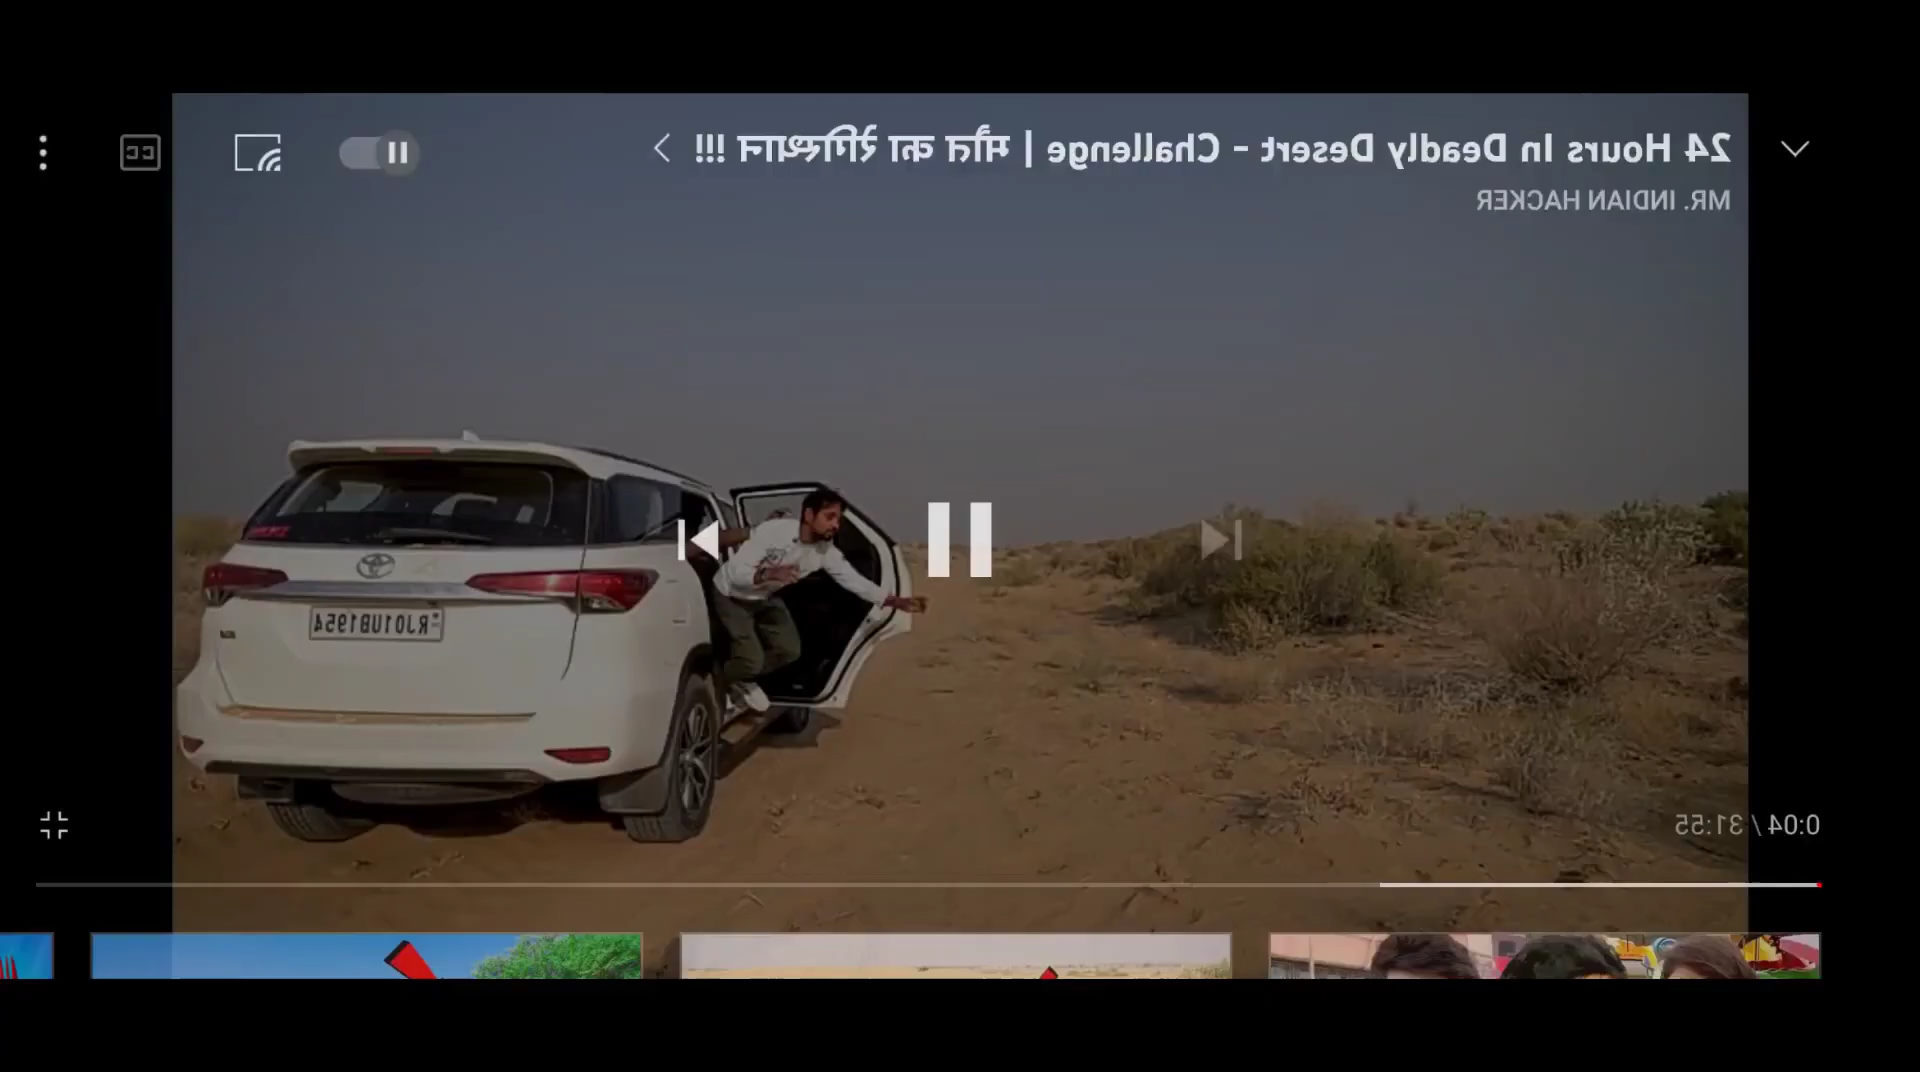 24 Hours In Deadly Desert - Challenge | मौत का रेगिस्थान !!!
MR. INDIAN HACKER
RJ01UB1954
0:04 / 31:55